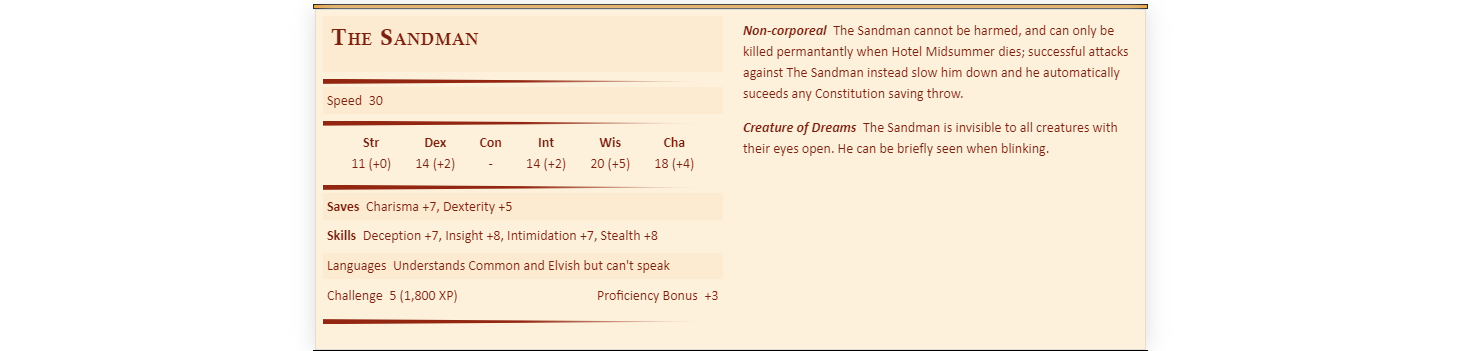 The Sandman
Speed 30
Str Dex Con Int Wis Cha
11 (+0) 14 (+2) - 14 (+2) 20 (+5) 18 (+4)
Saves Charisma +7, Dexterity +5
Skills Deception +7, Insight +8, Intimidation +7, Stealth +8
Languages Understands Common and Elvish but can't speak
Challenge 5 (1,800 XP) Proficiency Bonus +3
Non-corporeal The Sandman cannot be harmed, and can only be
killed permantantly when Hotel Midsummer dies; successful attacks
against The Sandman instead slow him down and he automatically
suceeds any Constitution saving throw.
Creature of Dreams The Sandman is invisible to all creatures with
their eyes open. He can be briefly seen when blinking.